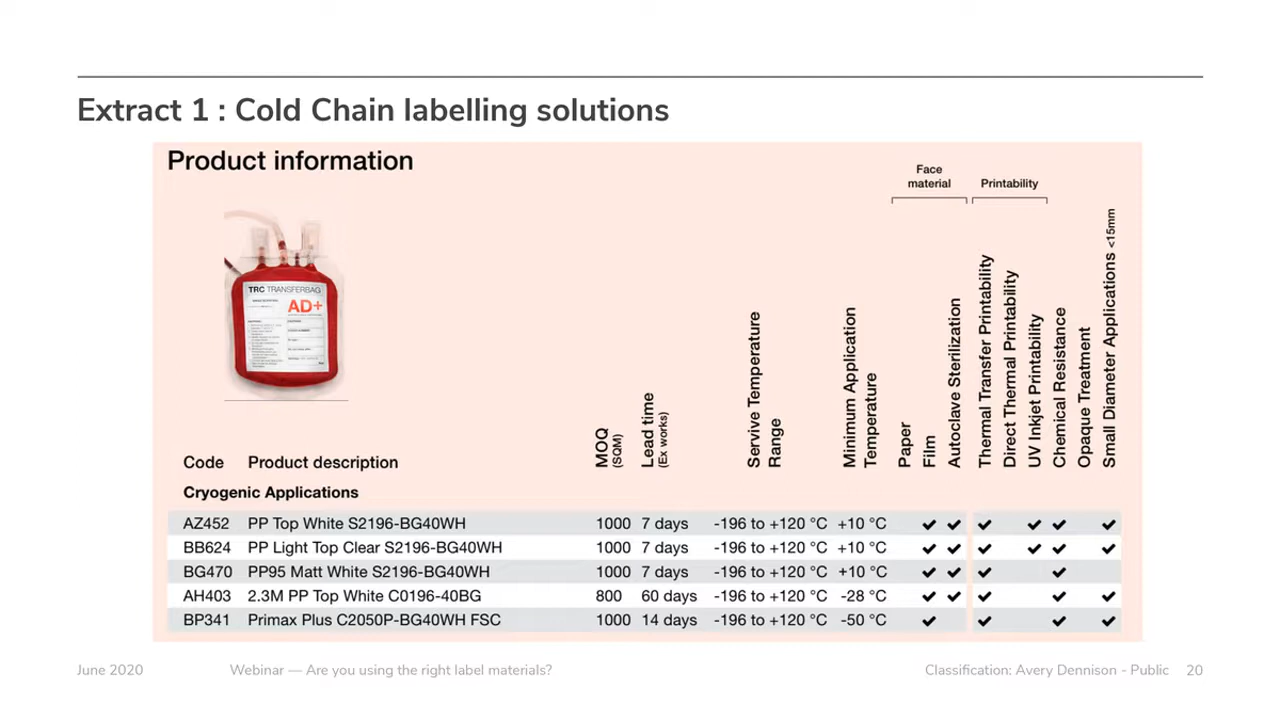 Extract 1 : Cold Chain labelling solutions
Product information
Face material
Printability
TRC TRANSFERBAG
AD+
Code
Product description
MOQ (SQM)
Lead time (Ex works)
Servive Temperature Range
Minimum Application Temperature
Paper
Film
Autoclave Sterilization
Thermal Transfer Printability
Direct Thermal Printability
UV Inkjet Printability
Chemical Resistance
Opaque Treatment
Small Diameter Applications <15mm
Cryogenic Applications
AZ452 PP Top White S2196-BG40WH 1000 7 days -196 to +120 °C +10 °C ✓ ✓ ✓ ✓ ✓ ✓
BB624 PP Light Top Clear S2196-BG40WH 1000 7 days -196 to +120 °C +10 °C ✓ ✓ ✓ ✓ ✓ ✓
BG470 PP95 Matt White S2196-BG40WH 1000 7 days -196 to +120 °C +10 °C ✓ ✓ ✓ ✓
AH403 2.3M PP Top White C0196-40BG 800 60 days -196 to +120 °C -28 °C ✓ ✓ ✓ ✓ ✓
BP341 Primax Plus C2050P-BG40WH FSC 1000 14 days -196 to +120 °C -50 °C ✓ ✓ ✓ ✓
June 2020
Webinar — Are you using the right label materials?
Classification: Avery Dennison - Public 20